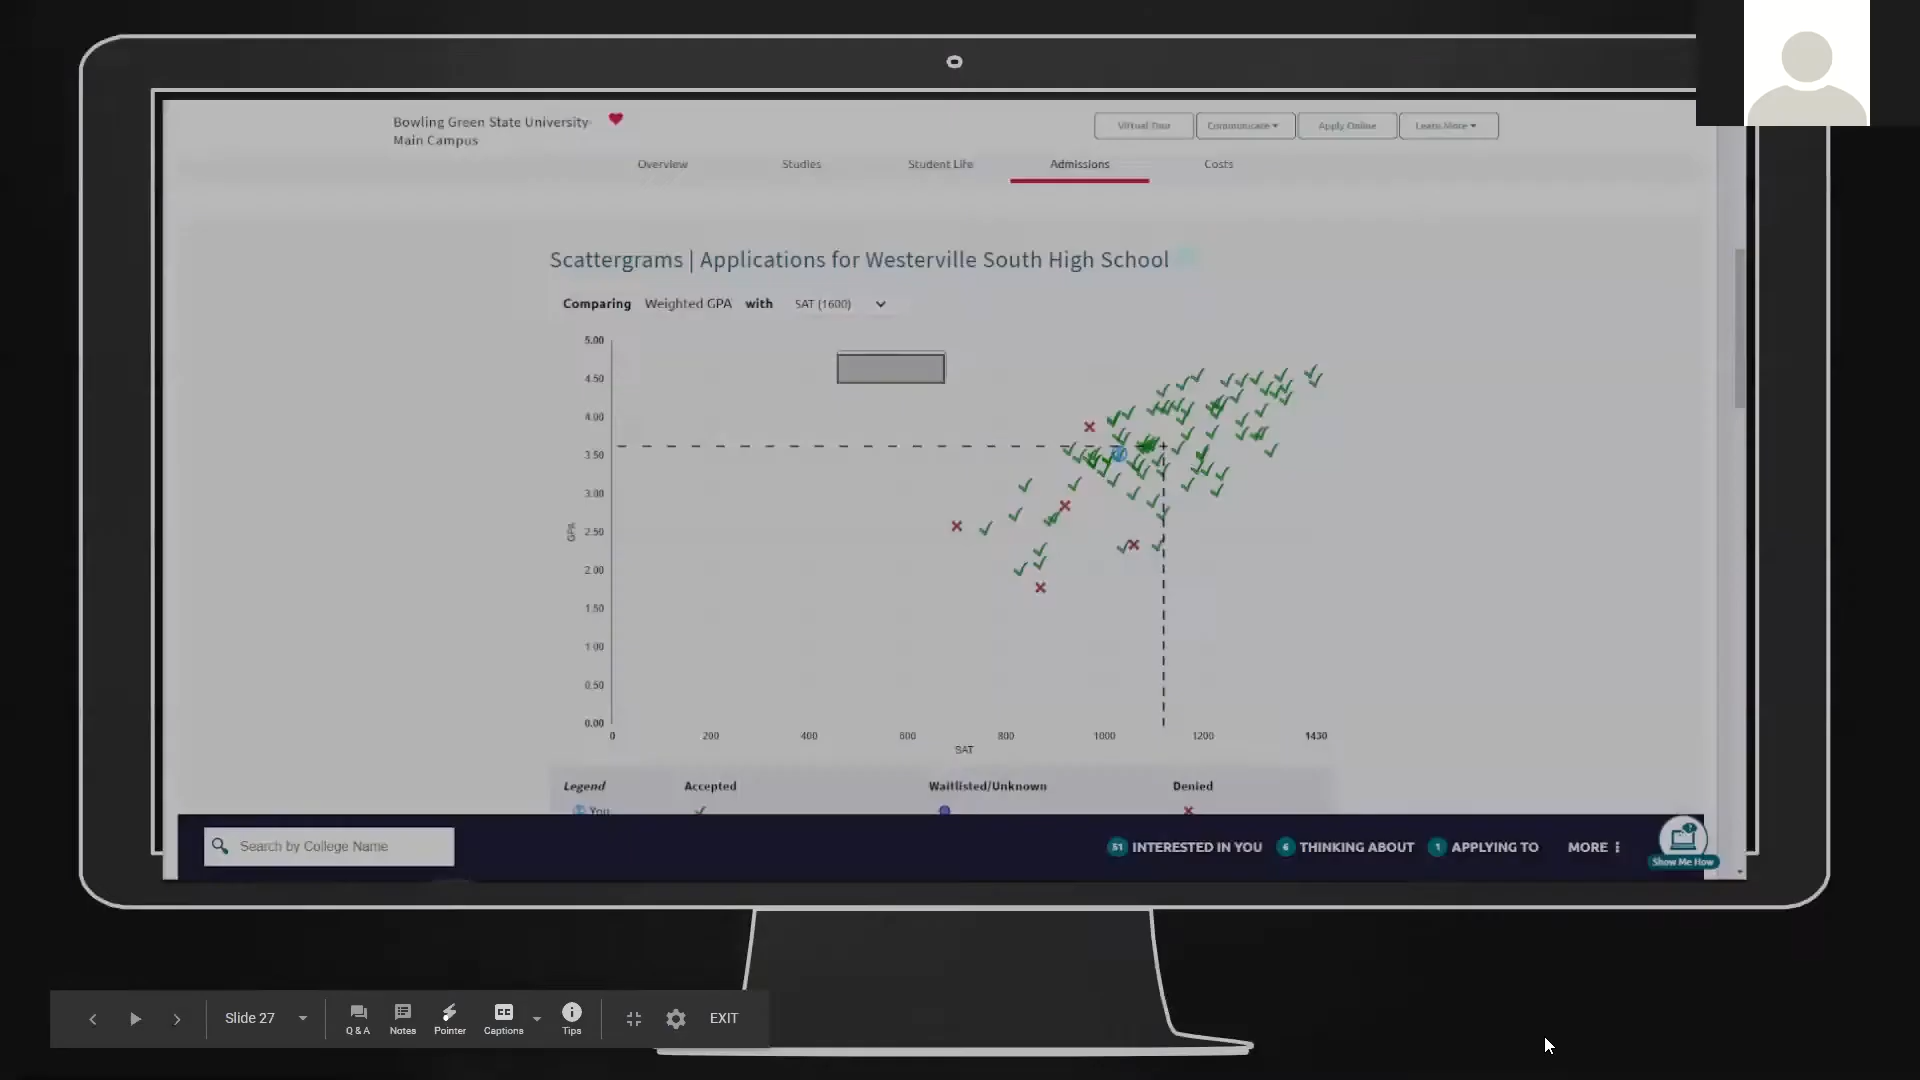 Bowling Green State University-
Main Campus
Virtual Tour
Communicate
Apply Online
Learn More
Overview
Studies
Student Life
Admissions
Costs
Scattergrams | Applications for Westerville South High School
Comparing Weighted GPA with SAT (1600)
5.00
4.50
4.00
3.50
3.00
2.50
2.00
1.50
1.00
0.50
0.00
GPA
0 200 400 600 800 1000 1200 1430
SAT
Legend Accepted Waitlisted/Unknown Denied
You
Search by College Name
51 INTERESTED IN YOU
6 THINKING ABOUT
1 APPLYING TO
MORE
Show Me How
Slide 27
Q & A
Notes
Pointer
CC
Captions
Tips
EXIT